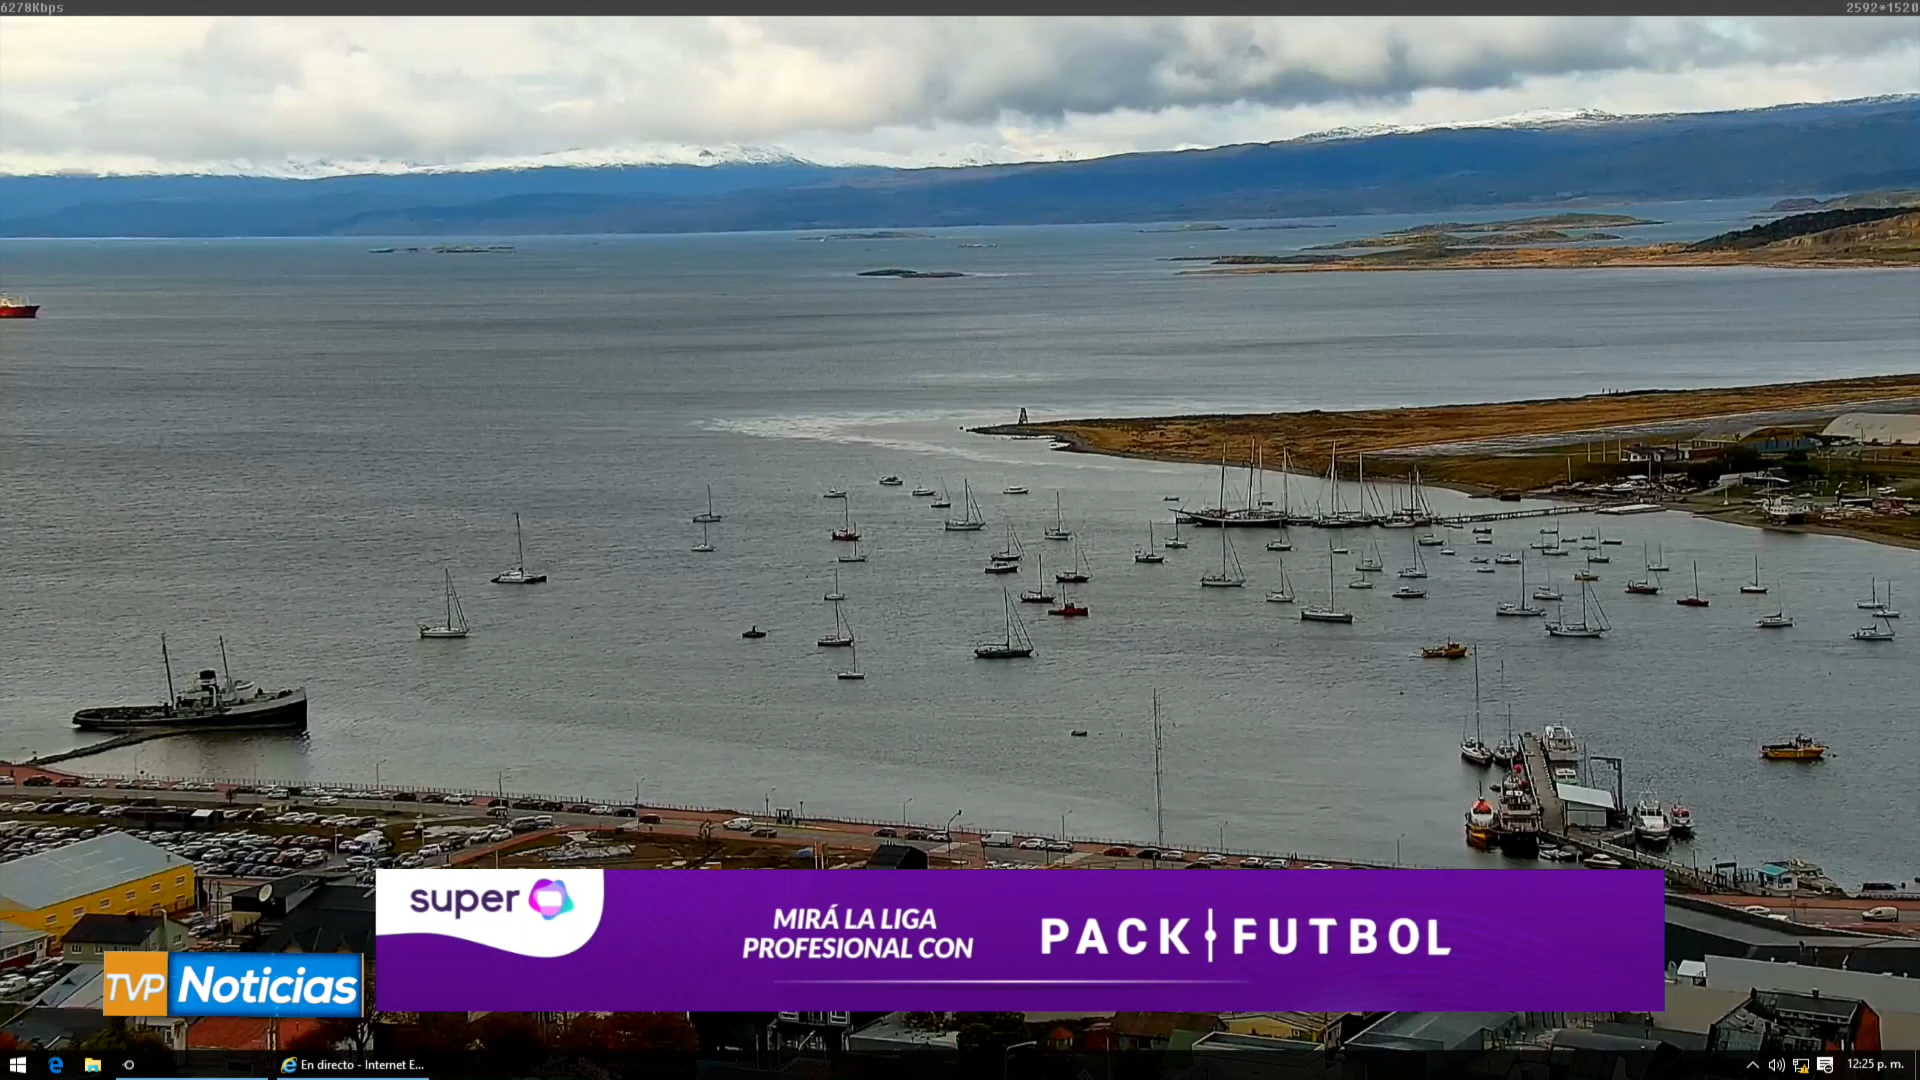 6278Kbps
2592*1520
super
MIRÁ LA LIGA
PROFESIONAL CON
PACK FUTBOL
TVP Noticias
En directo - Internet E...
12:25 p. m.